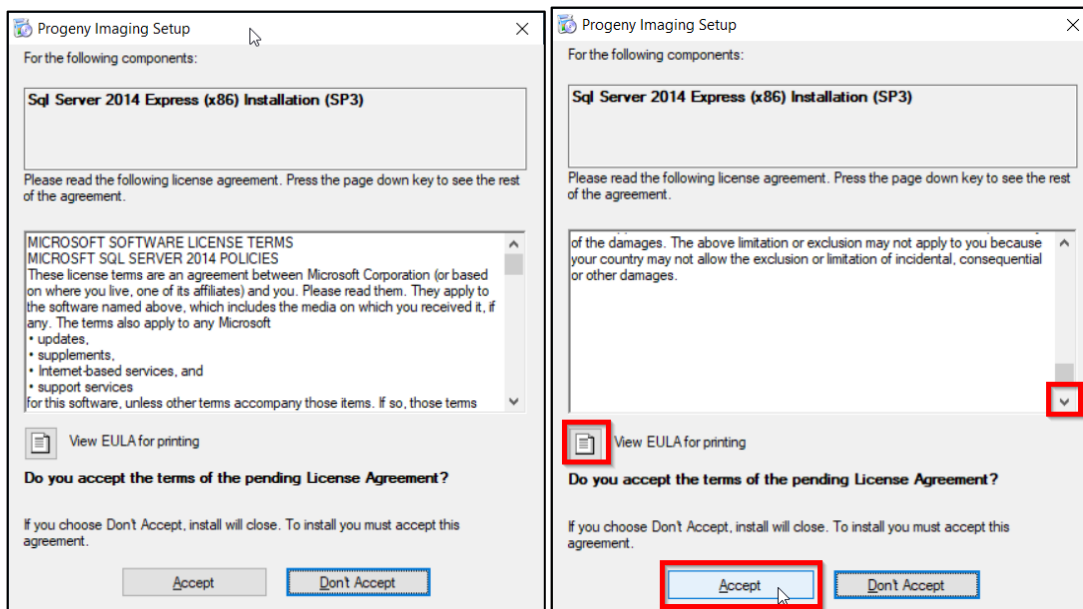 Progeny Imaging Setup
For the following components:
Sql Server 2014 Express (x86) Installation (SP3)
Please read the following license agreement. Press the page down key to see the rest
of the agreement.
MICROSOFT SOFTWARE LICENSE TERMS
MICROSFT SQL SERVER 2014 POLICIES
These license terms are an agreement between Microsoft Corporation (or based
on where you live, one of its affiliates) and you. Please read them. They apply to
the software named above, which includes the media on which you received it, if
any. The terms also apply to any Microsoft
• updates,
• supplements,
• Internet-based services, and
• support services
for this software, unless other terms accompany those items. If so, those terms
View EULA for printing
Do you accept the terms of the pending License Agreement?
If you choose Don't Accept, install will close. To install you must accept this
agreement.
Accept
Don't Accept
Progeny Imaging Setup
For the following components:
Sql Server 2014 Express (x86) Installation (SP3)
Please read the following license agreement. Press the page down key to see the rest
of the agreement.
of the damages. The above limitation or exclusion may not apply to you because
your country may not allow the exclusion or limitation of incidental, consequential
or other damages.
View EULA for printing
Do you accept the terms of the pending License Agreement?
If you choose Don't Accept, install will close. To install you must accept this
agreement.
Accept
Don't Accept